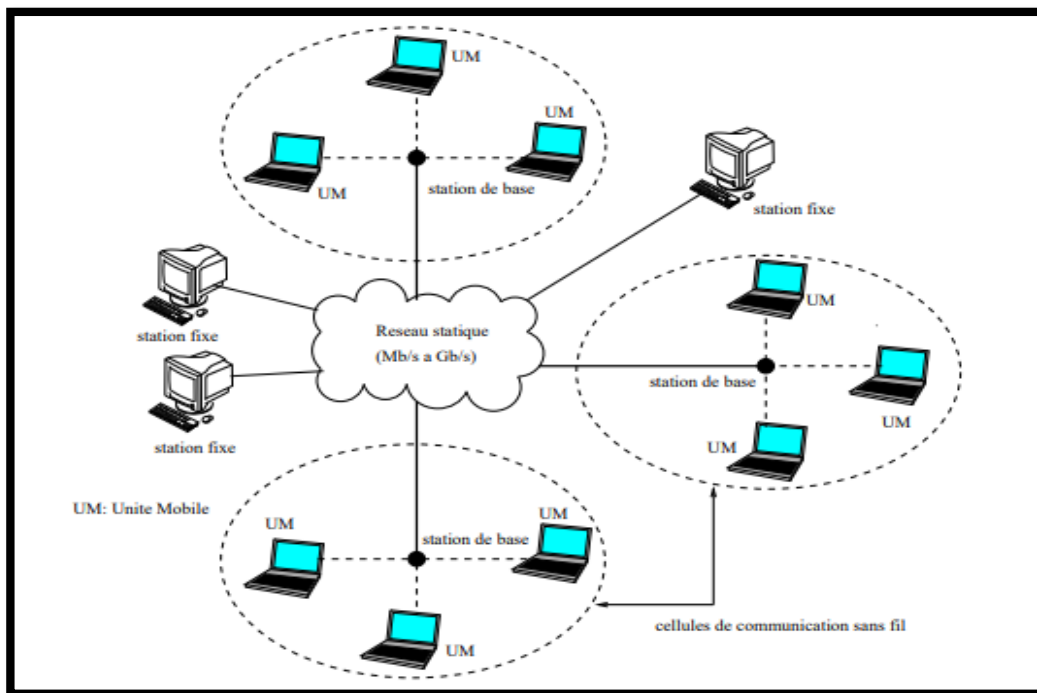 UM
UM
UM
station de base
station fixe
UM
station fixe
Reseau statique
(Mb/s a Gb/s)
station de base
UM
station fixe
UM
UM: Unite Mobile
UM
UM
station de base
cellules de communication sans fil
UM